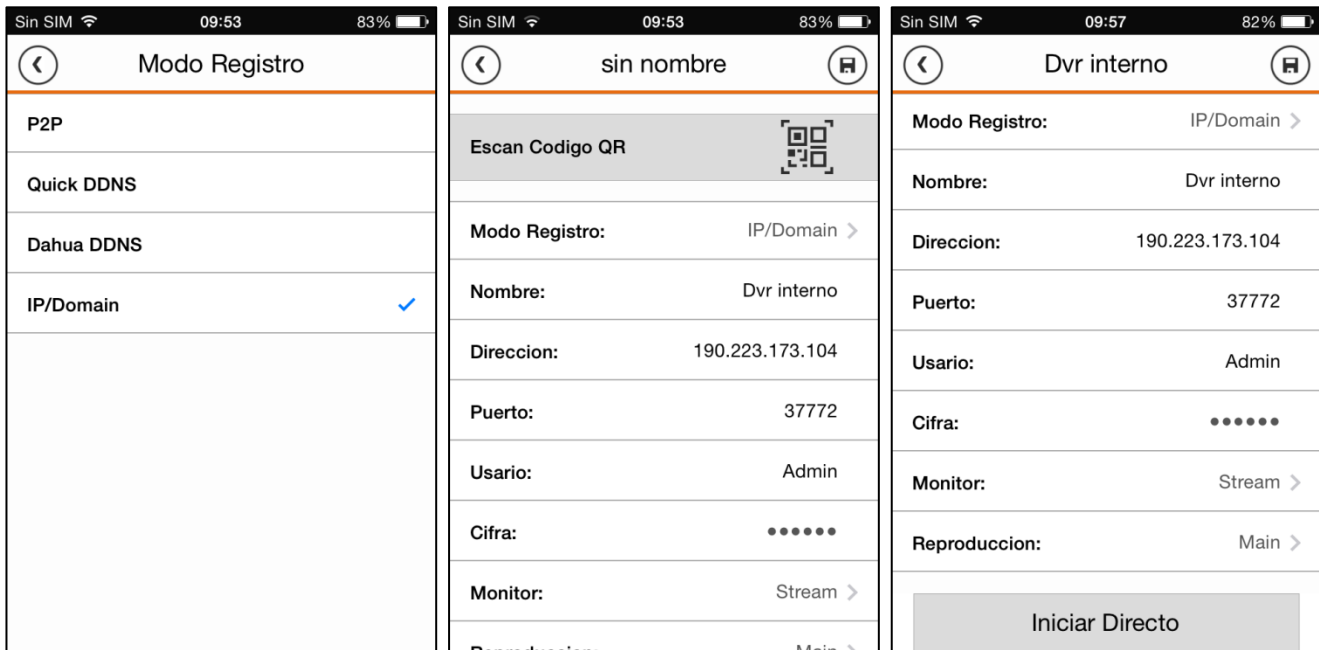 Sin SIM 09:53 83%
Modo Registro
P2P
Quick DDNS
Dahua DDNS
IP/Domain
Sin SIM 09:53 83%
sin nombre
Escan Codigo QR
Modo Registro: IP/Domain
Nombre: Dvr interno
Direccion: 190.223.173.104
Puerto: 37772
Usario: Admin
Cifra: ●●●●●●
Monitor: Stream
Sin SIM 09:57 82%
Dvr interno
Modo Registro: IP/Domain
Nombre: Dvr interno
Direccion: 190.223.173.104
Puerto: 37772
Usario: Admin
Cifra: ●●●●●●
Monitor: Stream
Reproduccion: Main
Iniciar Directo